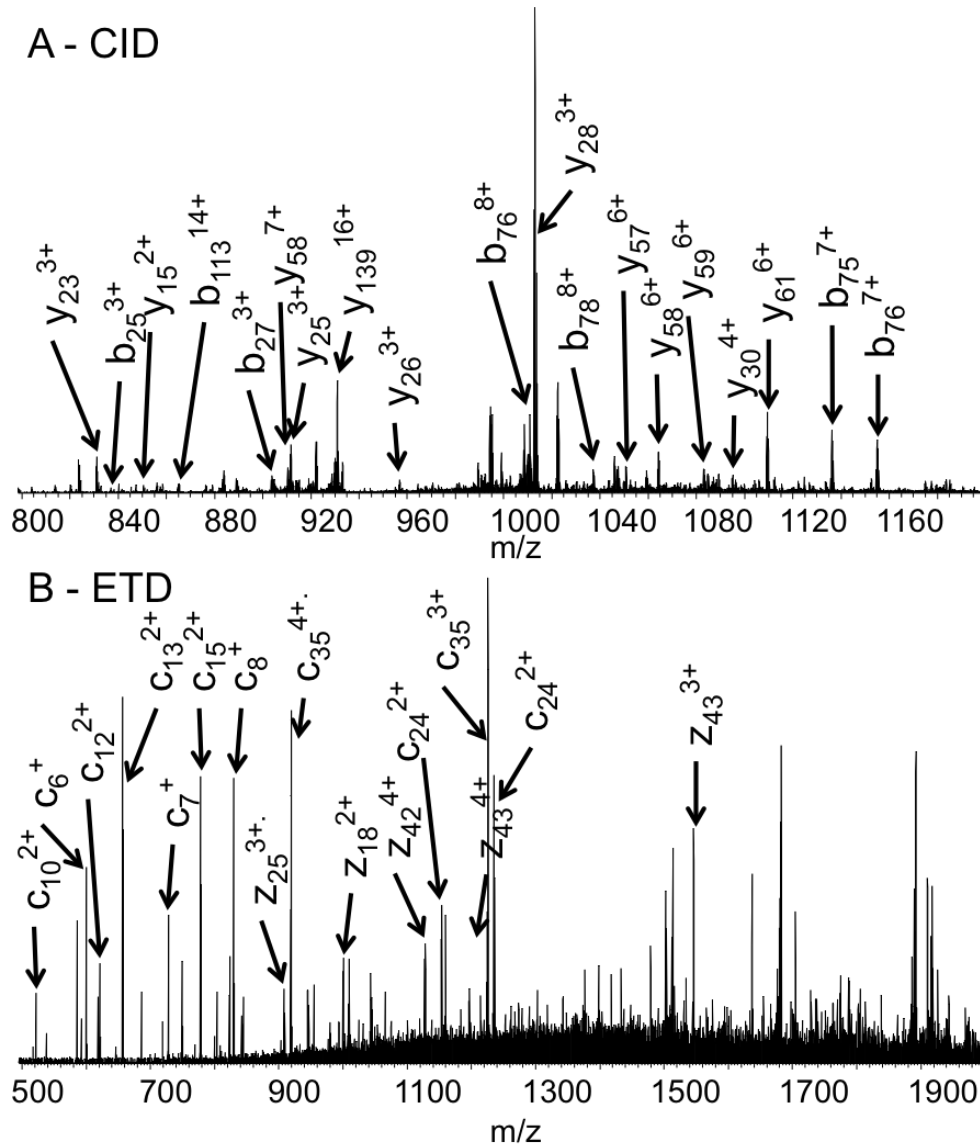 A - CID
y23 3+
b25 3+
y15 2+
b113 14+
b27 3+
y58 7+
y25 3+
y139 16+
y26 3+
b76 8+
y28 3+
b78 8+
y57 6+
y58 6+
y59 6+
y30 4+
y61 6+
b75 7+
b76 7+
800 840 880 920 960 1000 1040 1080 1120 1160
m/z
B - ETD
c10 2+
c6 +
c12 2+
c13 2+
c7 +
c15 2+
c8 +
z25 3+.
c35 4+.
z18 2+
z42 4+
c24 2+
c35 3+
z43 4+
c24 2+
z43 3+
500 700 900 1100 1300 1500 1700 1900
m/z